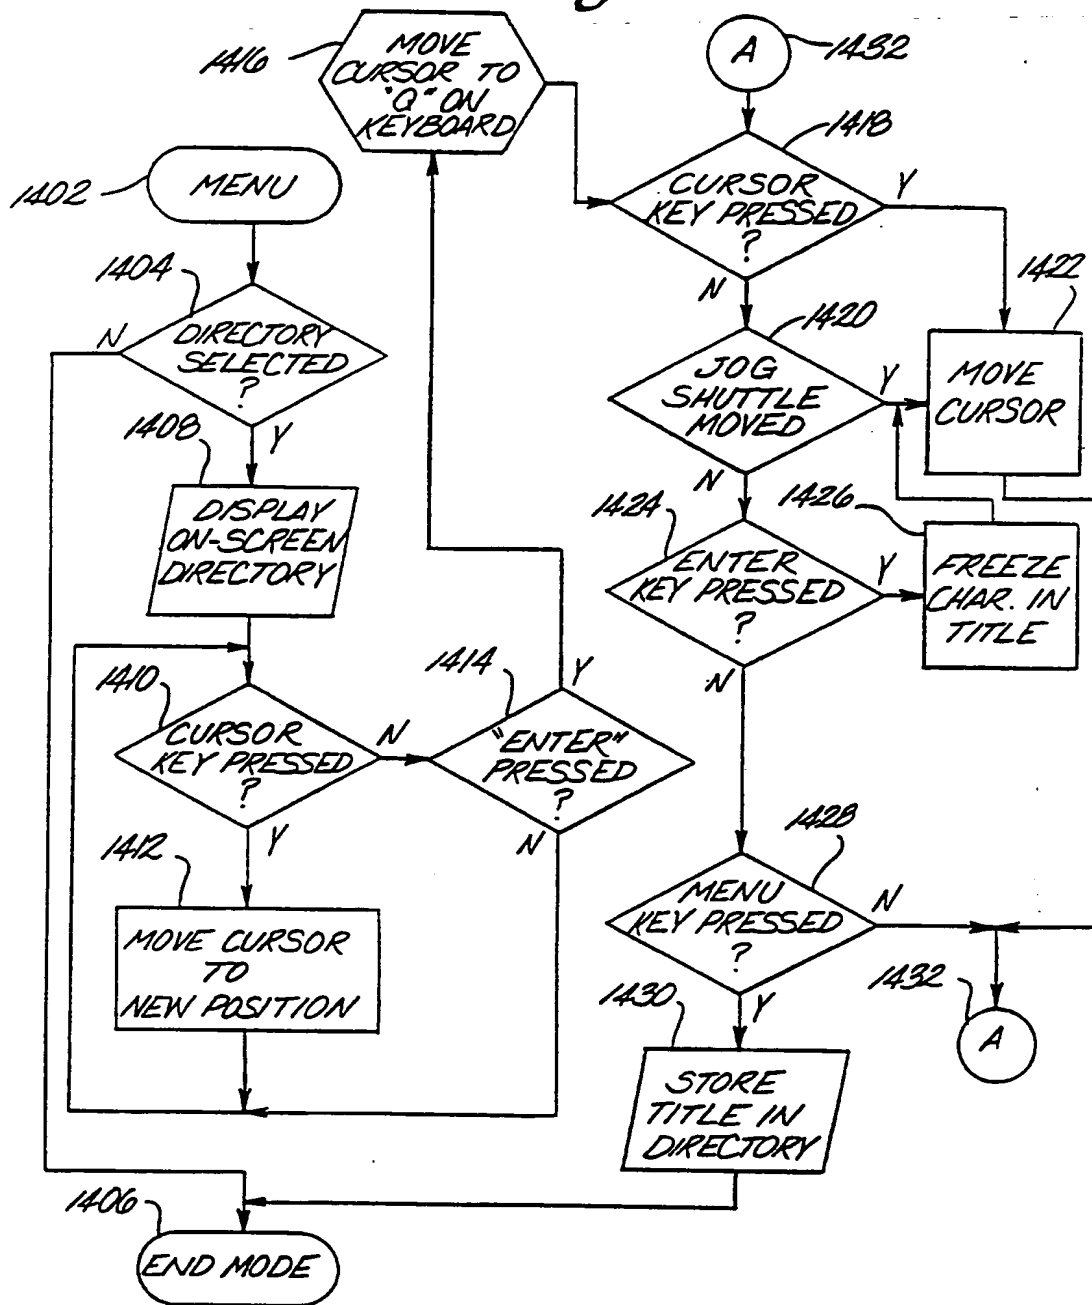 1416
MOVE
CURSOR TO
"Q" ON
KEYBOARD
A
1432
1418
CURSOR
KEY PRESSED
?
Y
N
1402
MENU
1404
N
DIRECTORY
SELECTED
?
Y
1408
DISPLAY
ON-SCREEN
DIRECTORY
1420
JOG
SHUTTLE
MOVED
Y
N
1422
MOVE
CURSOR
1424
ENTER
KEY PRESSED
?
Y
N
1426
FREEZE
CHAR. IN
TITLE
1410
CURSOR
KEY PRESSED
?
N
Y
1414
Y
"ENTER"
PRESSED
?
N
1412
MOVE CURSOR
TO
NEW POSITION
1428
MENU
KEY PRESSED
?
N
Y
1432
A
1430
STORE
TITLE IN
DIRECTORY
1406
END MODE